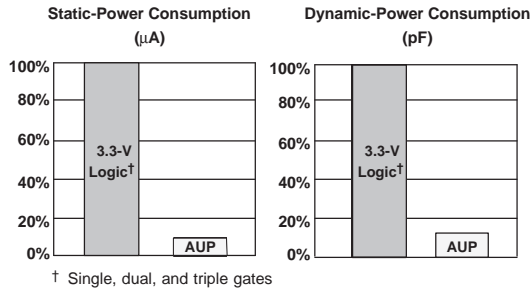 Static-Power Consumption
(μA)
100%
80%
60%
40%
20%
0%
3.3-V
Logic†
AUP
Dynamic-Power Consumption
(pF)
100%
80%
60%
40%
20%
0%
3.3-V
Logic†
AUP
† Single, dual, and triple gates